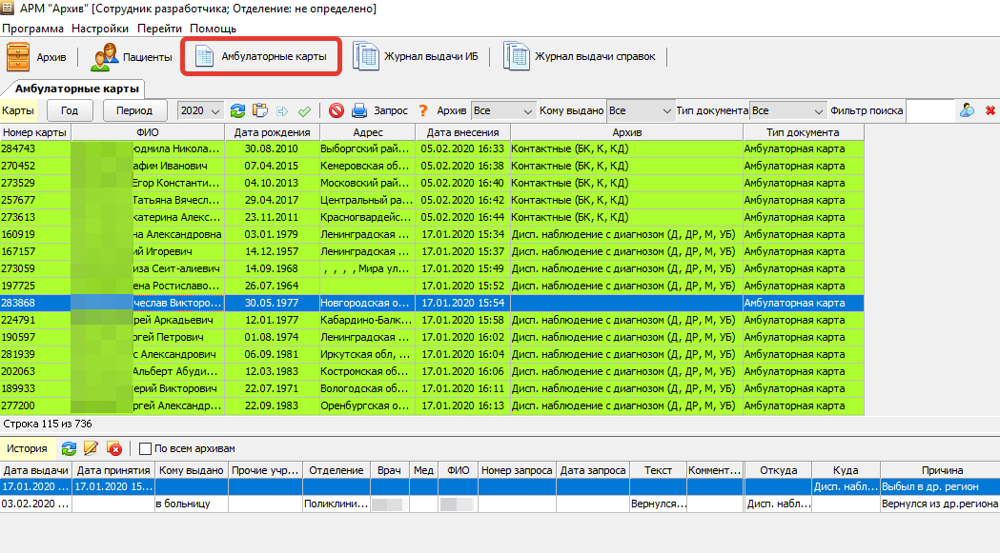 АРМ "Архив" [Сотрудник разработчика; Отделение: не определено]
Программа Настройки Перейти Помощь
Архив Пациенты Амбулаторные карты Журнал выдачи ИБ Журнал выдачи справок
Амбулаторные карты
Карты Год Период 2020 Запрос ? Архив Все Кому выдано Все Тип документа Все Фильтр поиска
Номер карты ФИО Дата рождения Адрес Дата внесения Архив Тип документа
284743 юдмила Никола... 30.08.2010 Выборгский рай... 05.02.2020 16:33 Контактные (БК, К, КД) Амбулаторная карта
270452 афим Иванович 07.04.2015 Кемеровская об... 05.02.2020 16:38 Контактные (БК, К, КД) Амбулаторная карта
273529 Егор Константи... 04.10.2013 Московский рай... 05.02.2020 16:40 Контактные (БК, К, КД) Амбулаторная карта
257677 Татьяна Вячесл... 29.04.2017 Центральный ра... 05.02.2020 16:42 Контактные (БК, К, КД) Амбулаторная карта
273613 катерина Алекс... 23.11.2011 Красногвардейс... 05.02.2020 16:44 Контактные (БК, К, КД) Амбулаторная карта
160919 на Александровна 03.01.1979 Ленинградская ... 17.01.2020 15:34 Дисп. наблюдение с диагнозом (Д, ДР, М, УБ) Амбулаторная карта
167157 ий Игоревич 14.12.1957 Ленинградская ... 17.01.2020 15:37 Дисп. наблюдение с диагнозом (Д, ДР, М, УБ) Амбулаторная карта
273059 иза Сеит-алиевич 14.09.1968 , , , , Мира ул... 17.01.2020 15:49 Дисп. наблюдение с диагнозом (Д, ДР, М, УБ) Амбулаторная карта
197725 ена Ростиславо... 26.07.1964 17.01.2020 15:52 Дисп. наблюдение с диагнозом (Д, ДР, М, УБ) Амбулаторная карта
283868 чеслав Викторо... 30.05.1977 Новгородская о... 17.01.2020 15:54 Амбулаторная карта
224791 рей Аркадьевич 12.01.1977 Кабардино-Балк... 17.01.2020 15:58 Дисп. наблюдение с диагнозом (Д, ДР, М, УБ) Амбулаторная карта
190597 ргей Петрович 01.08.1974 Ленинградская ... 17.01.2020 16:02 Дисп. наблюдение с диагнозом (Д, ДР, М, УБ) Амбулаторная карта
281939 с Александрович 06.09.1981 Иркутская обл, ... 17.01.2020 16:04 Дисп. наблюдение с диагнозом (Д, ДР, М, УБ) Амбулаторная карта
202063 Альберт Абуди... 12.03.1983 Костромская об... 17.01.2020 16:06 Дисп. наблюдение с диагнозом (Д, ДР, М, УБ) Амбулаторная карта
189933 ерий Викторович 22.07.1971 Вологодская об... 17.01.2020 16:11 Дисп. наблюдение с диагнозом (Д, ДР, М, УБ) Амбулаторная карта
277200 ргей Александр... 22.09.1983 Оренбургская о... 17.01.2020 16:13 Дисп. наблюдение с диагнозом (Д, ДР, М, УБ) Амбулаторная карта
Строка 115 из 736
История По всем архивам
Дата выдачи Дата принятия Кому выдано Прочие учр... Отделение Врач Мед ФИО Номер запроса Дата запроса Текст Коммент... Откуда Куда Причина
17.01.2020 ... 17.01.2020 15... Дисп. набл... Выбыл в др. регион
03.02.2020 ... в больницу Поликлини... Вернулся... Дисп. набл... Вернулся из др.региона